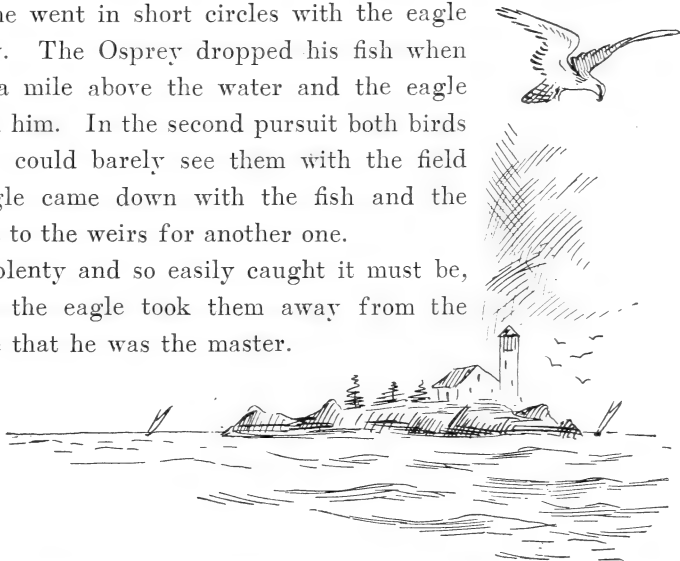 ne went in short circles with the eagle
. The Osprey dropped his fish when
a mile above the water and the eagle
him. In the second pursuit both birds
could barely see them with the field
gle came down with the fish and the
to the weirs for another one.
plenty and so easily caught it must be,
the eagle took them away from the
that he was the master.